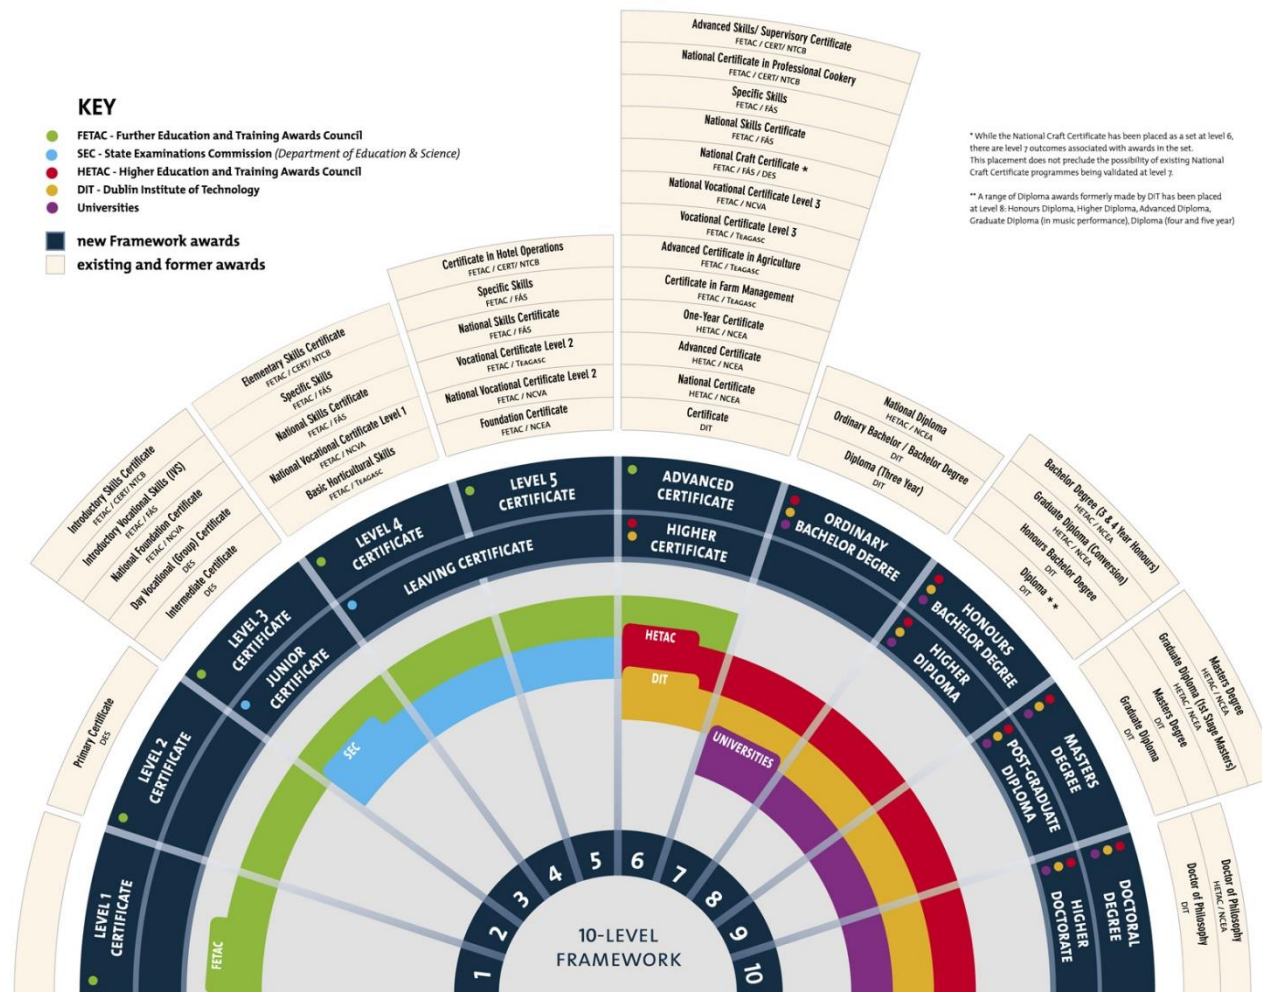 KEY
FETAC - Further Education and Training Awards Council
SEC - State Examinations Commission (Department of Education & Science)
HETAC - Higher Education and Training Awards Council
DIT - Dublin Institute of Technology
Universities
new Framework awards
existing and former awards
* While the National Craft Certificate has been placed as a set at level 6,
there are level 7 outcomes associated with awards in the set.
This placement does not preclude the possibility of existing National
Craft Certificate programmes being validated at level 7.
** A range of Diploma awards formerly made by DIT has been placed
at Level 8: Honours Diploma, Higher Diploma, Advanced Diploma,
Graduate Diploma (in music performance), Diploma (four and five year)
Primary Certificate
DES
Introductory Skills Certificate
FETAC / CERT/ NTCB
Introductory Vocational Skills (IVS)
FETAC / FÁS
National Foundation Certificate
FETAC / NCVA
Day Vocational (Group) Certificate
DES
Intermediate Certificate
DES
Elementary Skills Certificate
FETAC / CERT/ NTCB
Specific Skills
FETAC / FÁS
National Skills Certificate
FETAC / FÁS
National Vocational Certificate Level 1
FETAC / NCVA
Basic Horticultural Skills
FETAC / TEAGASC
Certificate in Hotel Operations
FETAC / CERT/ NTCB
Specific Skills
FETAC / FÁS
National Skills Certificate
FETAC / FÁS
Vocational Certificate Level 2
FETAC / TEAGASC
National Vocational Certificate Level 2
FETAC / NCVA
Foundation Certificate
FETAC / NCEA
Advanced Skills/ Supervisory Certificate
FETAC / CERT/ NTCB
National Certificate in Professional Cookery
FETAC / CERT/ NTCB
Specific Skills
FETAC / FÁS
National Skills Certificate
FETAC / FÁS
National Craft Certificate *
FETAC / FÁS / DES
National Vocational Certificate Level 3
FETAC / NCVA
Vocational Certificate Level 3
FETAC / TEAGASC
Advanced Certificate in Agriculture
FETAC / TEAGASC
Certificate in Farm Management
FETAC / TEAGASC
One-Year Certificate
HETAC / NCEA
Advanced Certificate
HETAC / NCEA
National Certificate
HETAC / NCEA
Certificate
DIT
National Diploma
HETAC / NCEA
Ordinary Bachelor / Bachelor Degree
DIT
Diploma (Three Year)
DIT
Bachelor Degree (3 & 4 Year Honours)
HETAC / NCEA
Graduate Diploma (Conversion)
HETAC / NCEA
Honours Bachelor Degree
DIT
Diploma **
DIT
Masters Degree
HETAC / NCEA
Graduate Diploma (1st Stage Masters)
HETAC / NCEA
Masters Degree
DIT
Graduate Diploma
DIT
Doctor of Philosophy
HETAC / NCEA
Doctor of Philosophy
DIT
LEVEL 1
CERTIFICATE
LEVEL 2
CERTIFICATE
LEVEL 3
CERTIFICATE
JUNIOR
CERTIFICATE
LEVEL 4
CERTIFICATE
LEVEL 5
CERTIFICATE
LEAVING CERTIFICATE
ADVANCED
CERTIFICATE
HIGHER
CERTIFICATE
ORDINARY
BACHELOR DEGREE
HONOURS
BACHELOR DEGREE
HIGHER
DIPLOMA
MASTERS
DEGREE
POST-GRADUATE
DIPLOMA
DOCTORAL
DEGREE
HIGHER
DOCTORATE
FETAC
SEC
HETAC
DIT
UNIVERSITIES
1
2
3
4
5
6
7
8
9
10
10-LEVEL
FRAMEWORK